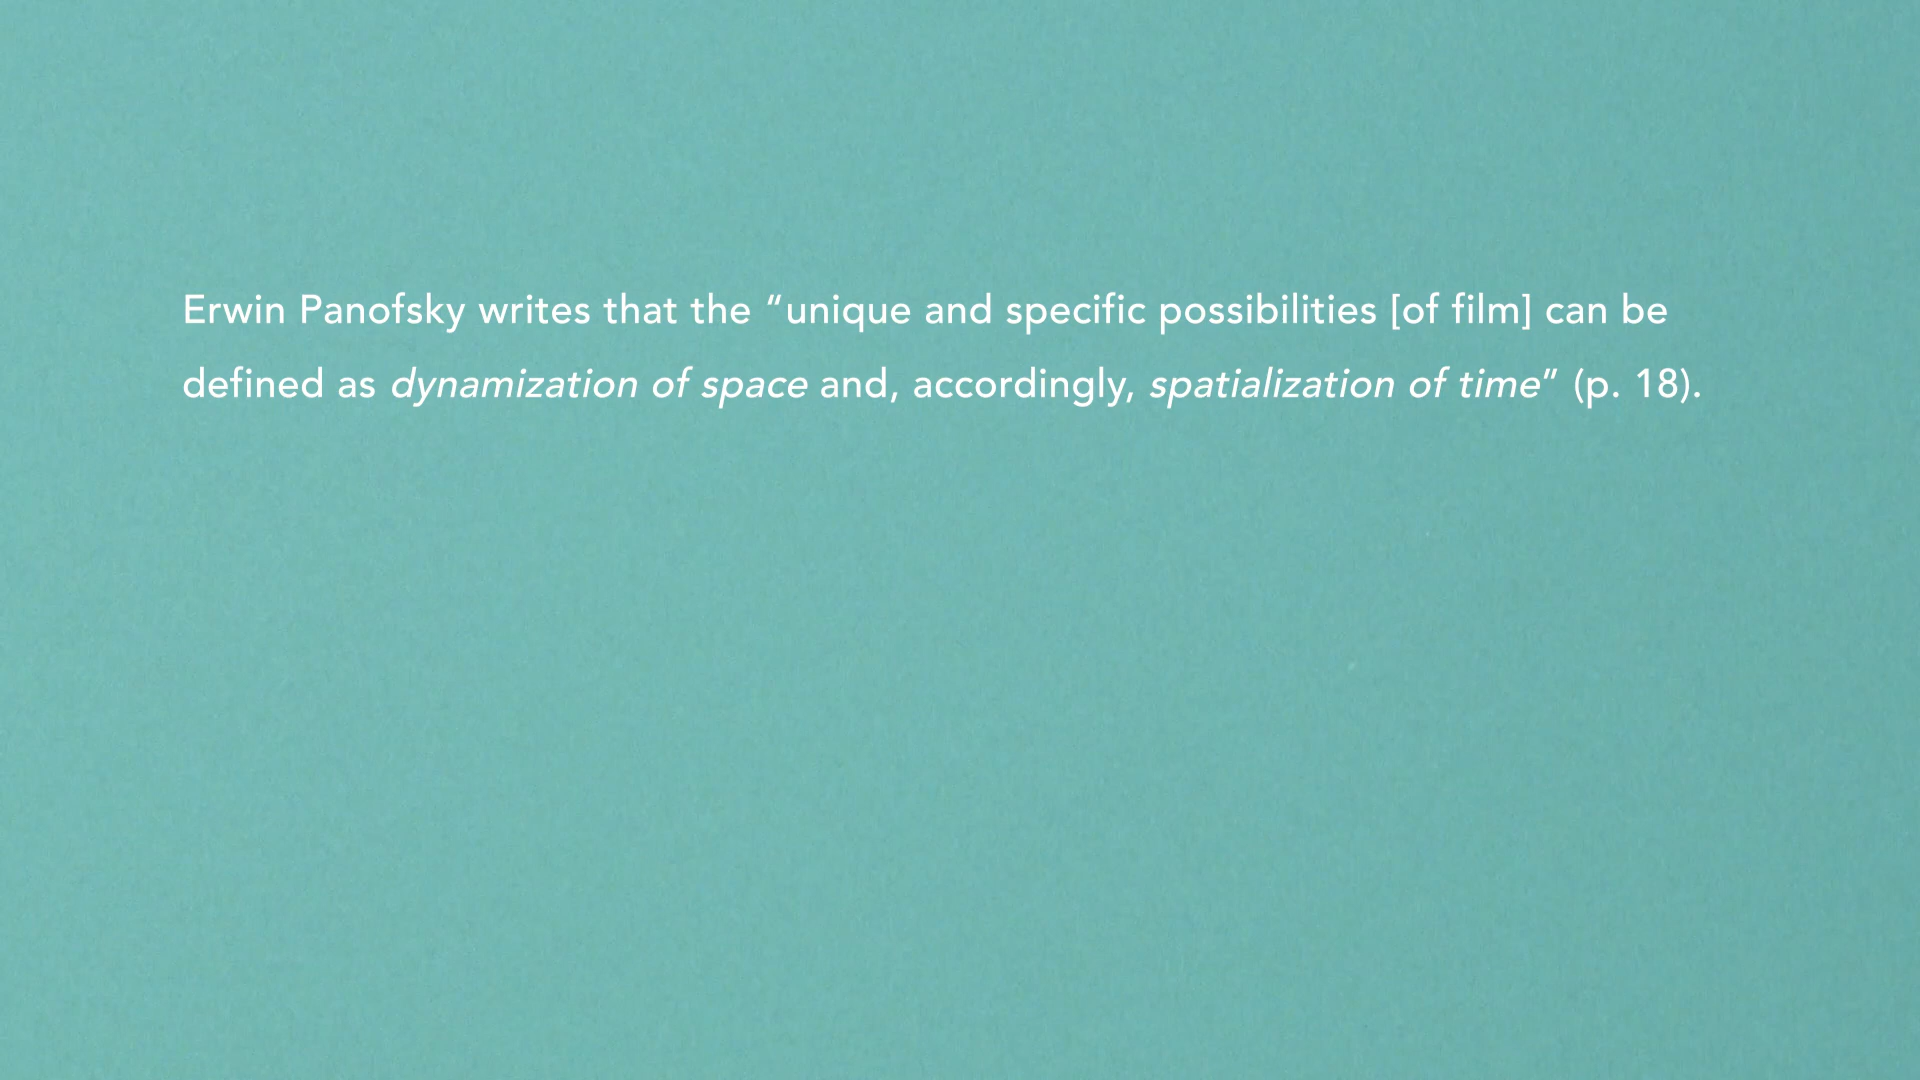 Erwin Panofsky writes that the “unique and specific possibilities [of film] can be
defined as dynamization of space and, accordingly, spatialization of time” (p. 18).